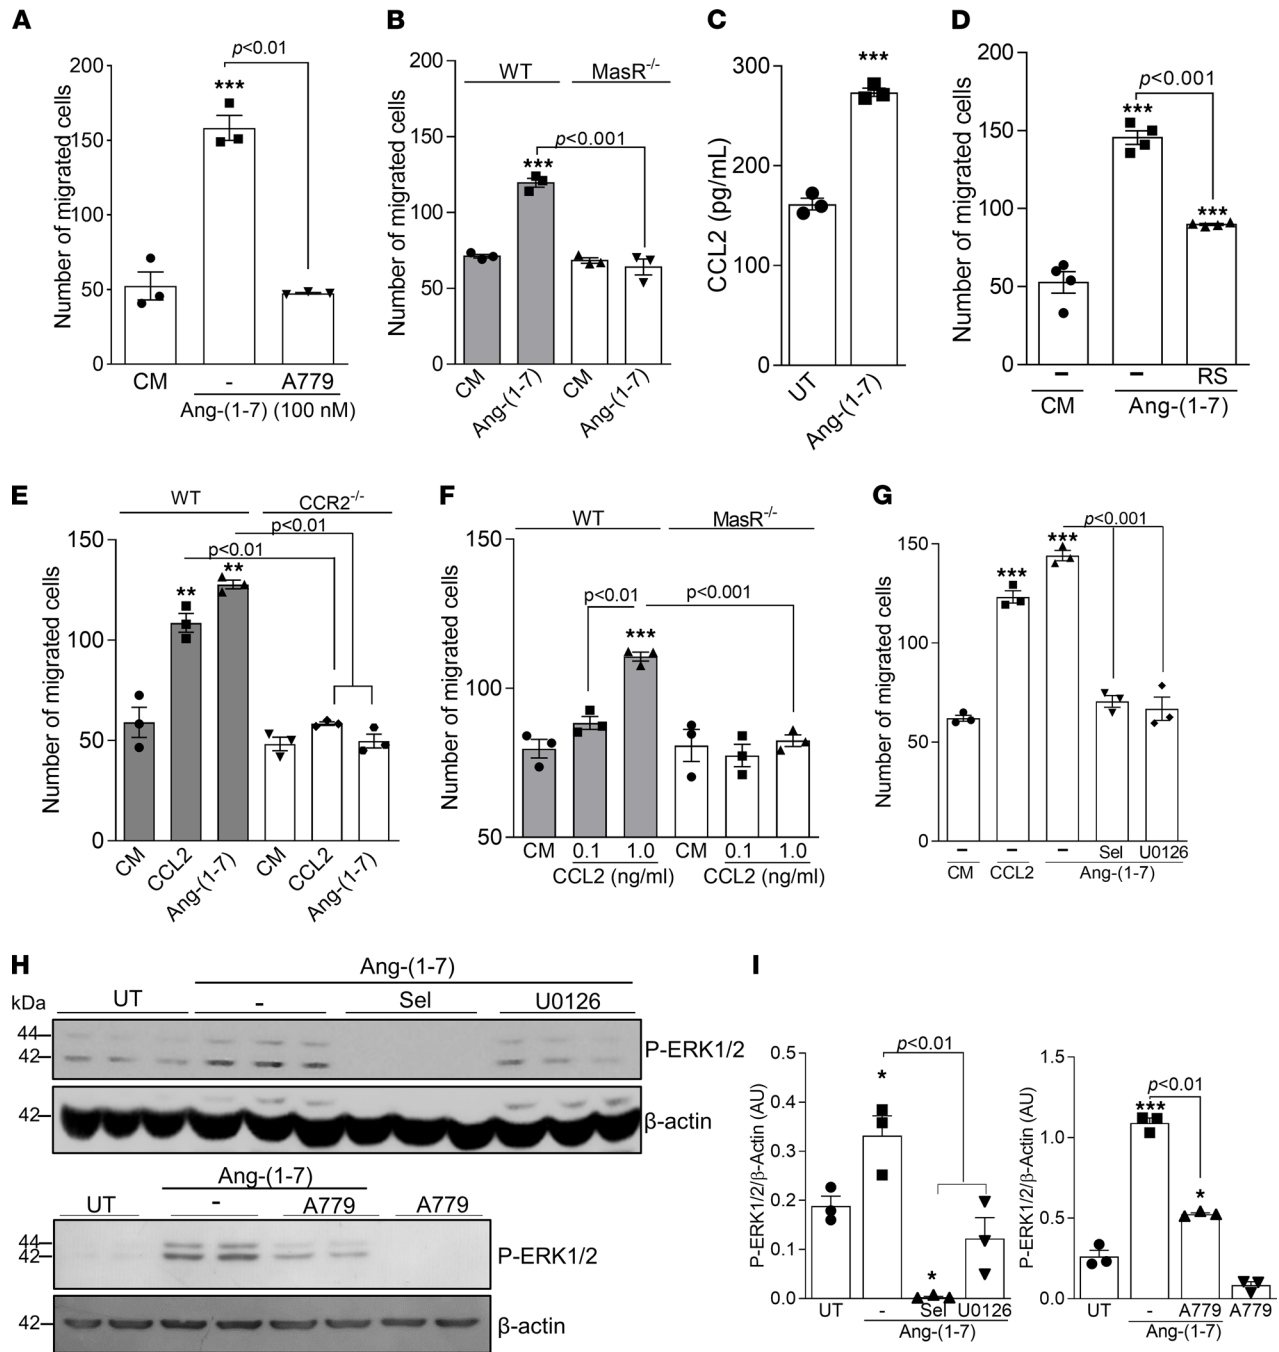 A
Number of migrated cells
200
150
100
50
0
***
p<0.01
CM
-
A779
Ang-(1-7) (100 nM)
B
Number of migrated cells
200
150
100
50
0
WT
MasR-/-
***
p<0.001
CM
Ang-(1-7)
CM
Ang-(1-7)
C
CCL2 (pg/mL)
300
200
100
0
***
UT
Ang-(1-7)
D
Number of migrated cells
200
150
100
50
0
p<0.001
***
***
–
–
RS
CM
Ang-(1-7)
E
Number of migrated cells
150
100
50
0
WT
CCR2-/-
p<0.01
p<0.01
**
**
CM
CCL2
Ang-(1-7)
CM
CCL2
Ang-(1-7)
F
Number of migrated cells
150
100
50
WT
MasR-/-
p<0.01
p<0.001
***
CM
0.1
1.0
CM
0.1
1.0
CCL2 (ng/ml)
CCL2 (ng/ml)
G
Number of migrated cells
150
100
50
0
p<0.001
***
***
–
–
–
Sel
U0126
CM
CCL2
Ang-(1-7)
H
Ang-(1-7)
kDa
UT
-
Sel
U0126
44
42
P-ERK1/2
42
β-actin
Ang-(1-7)
UT
-
A779
A779
44
42
P-ERK1/2
42
β-actin
I
P-ERK1/2/β-Actin (AU)
0.5
0.4
0.3
0.2
0.1
0.0
p<0.01
*
*
UT
-
Sel
U0126
Ang-(1-7)
P-ERK1/2/β-Actin (AU)
1.5
1.0
0.5
0.0
p<0.01
***
*
UT
-
A779
A779
Ang-(1-7)